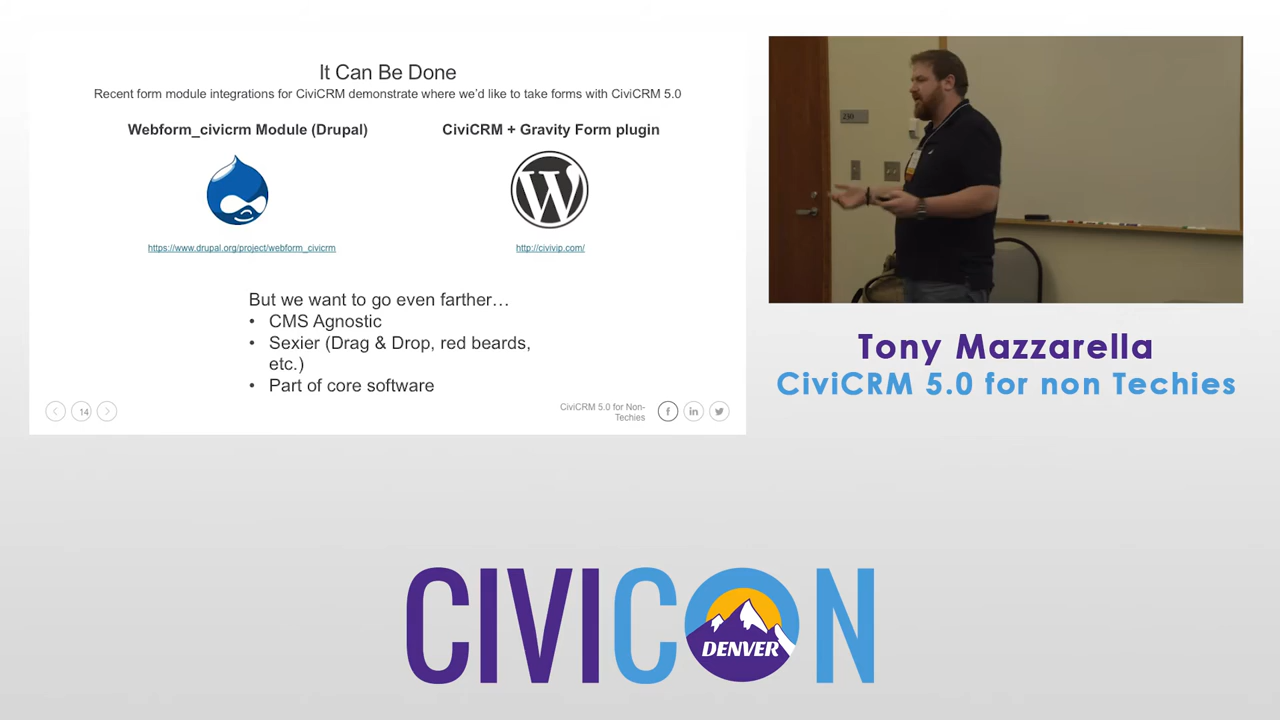 It Can Be Done
Recent form module integrations for CiviCRM demonstrate where we'd like to take forms with CiviCRM 5.0
Webform_civicrm Module (Drupal)
CiviCRM + Gravity Form plugin
W
https://www.drupal.org/project/webform_civicrm
http://civivip.com/
But we want to go even farther…
• CMS Agnostic
• Sexier (Drag & Drop, red beards,
etc.)
• Part of core software
14
CiviCRM 5.0 for Non-
Techies
f
in
230
Tony Mazzarella
CiviCRM 5.0 for non Techies
CIVICON
DENVER